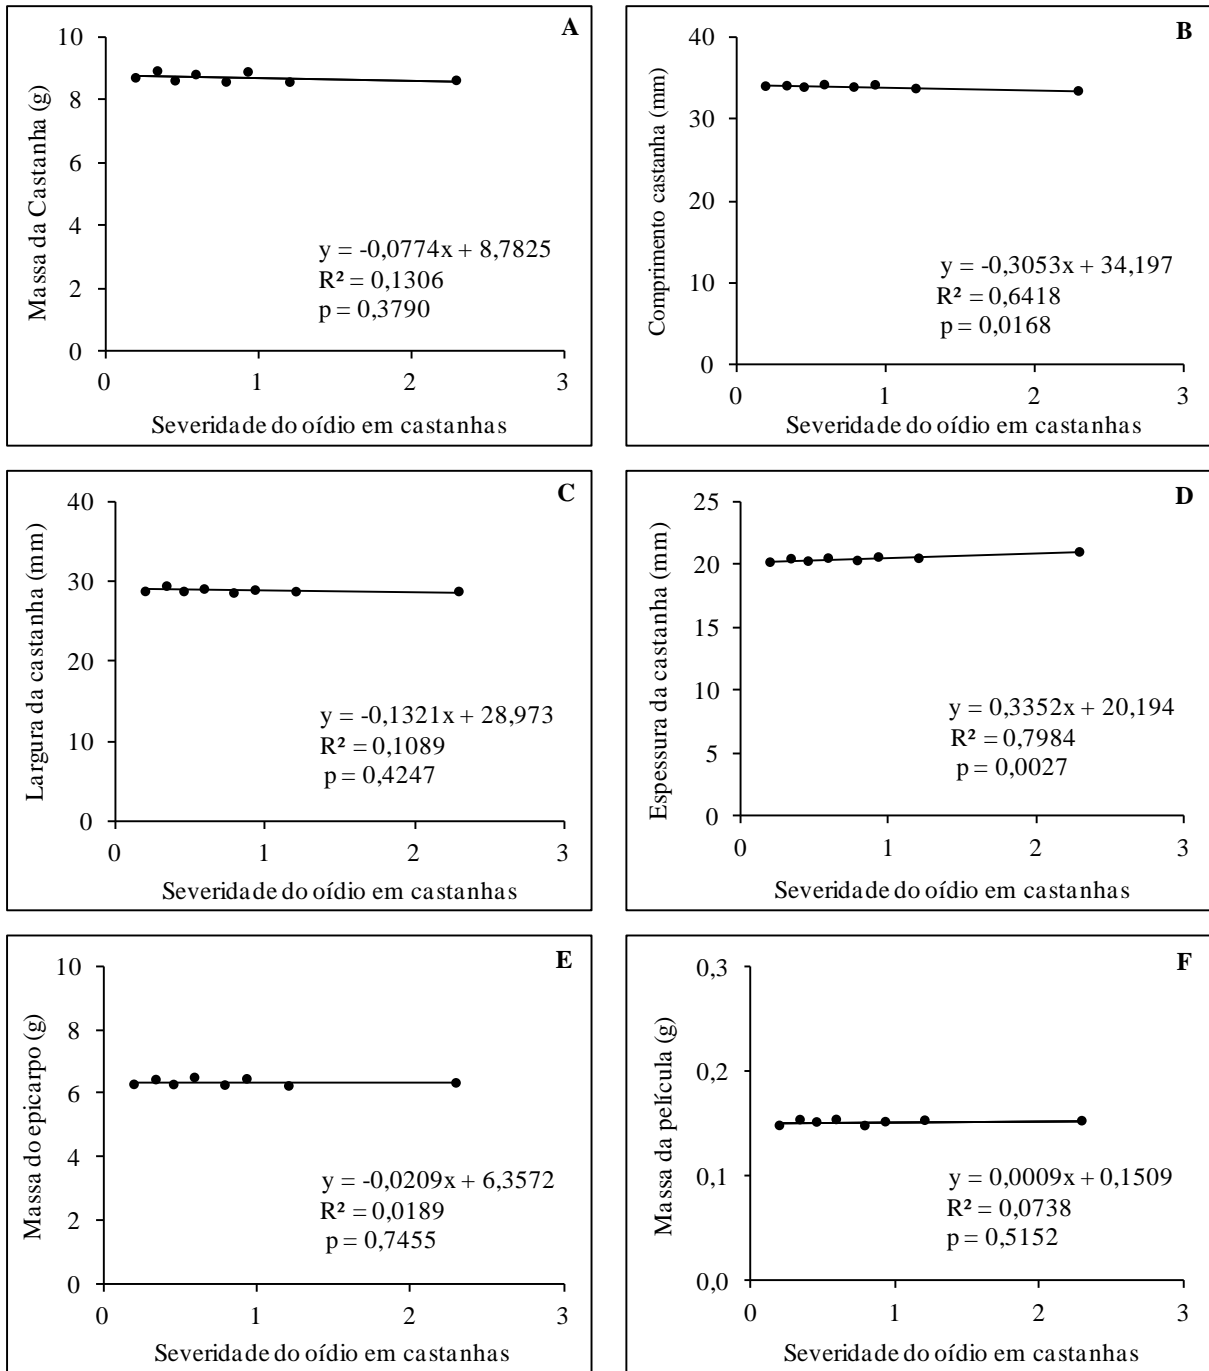 A
Massa da Castanha (g)
10
8
6
4
2
0
y = -0,0774x + 8,7825
R² = 0,1306
p = 0,3790
0 1 2 3
Severidade do oídio em castanhas
B
Comprimento castanha (mm)
40
30
20
10
0
y = -0,3053x + 34,197
R² = 0,6418
p = 0,0168
0 1 2 3
Severidade do oídio em castanhas
C
Largura da castanha (mm)
40
30
20
10
0
y = -0,1321x + 28,973
R² = 0,1089
p = 0,4247
0 1 2 3
Severidade do oídio em castanhas
D
Espessura da castanha (mm)
25
20
15
10
5
0
y = 0,3352x + 20,194
R² = 0,7984
p = 0,0027
0 1 2 3
Severidade do oídio em castanhas
E
Massa do epicarpo (g)
10
8
6
4
2
0
y = -0,0209x + 6,3572
R² = 0,0189
p = 0,7455
0 1 2 3
Severidade do oídio em castanhas
F
Massa da película (g)
0,3
0,2
0,1
0,0
y = 0,0009x + 0,1509
R² = 0,0738
p = 0,5152
0 1 2 3
Severidade do oídio em castanhas